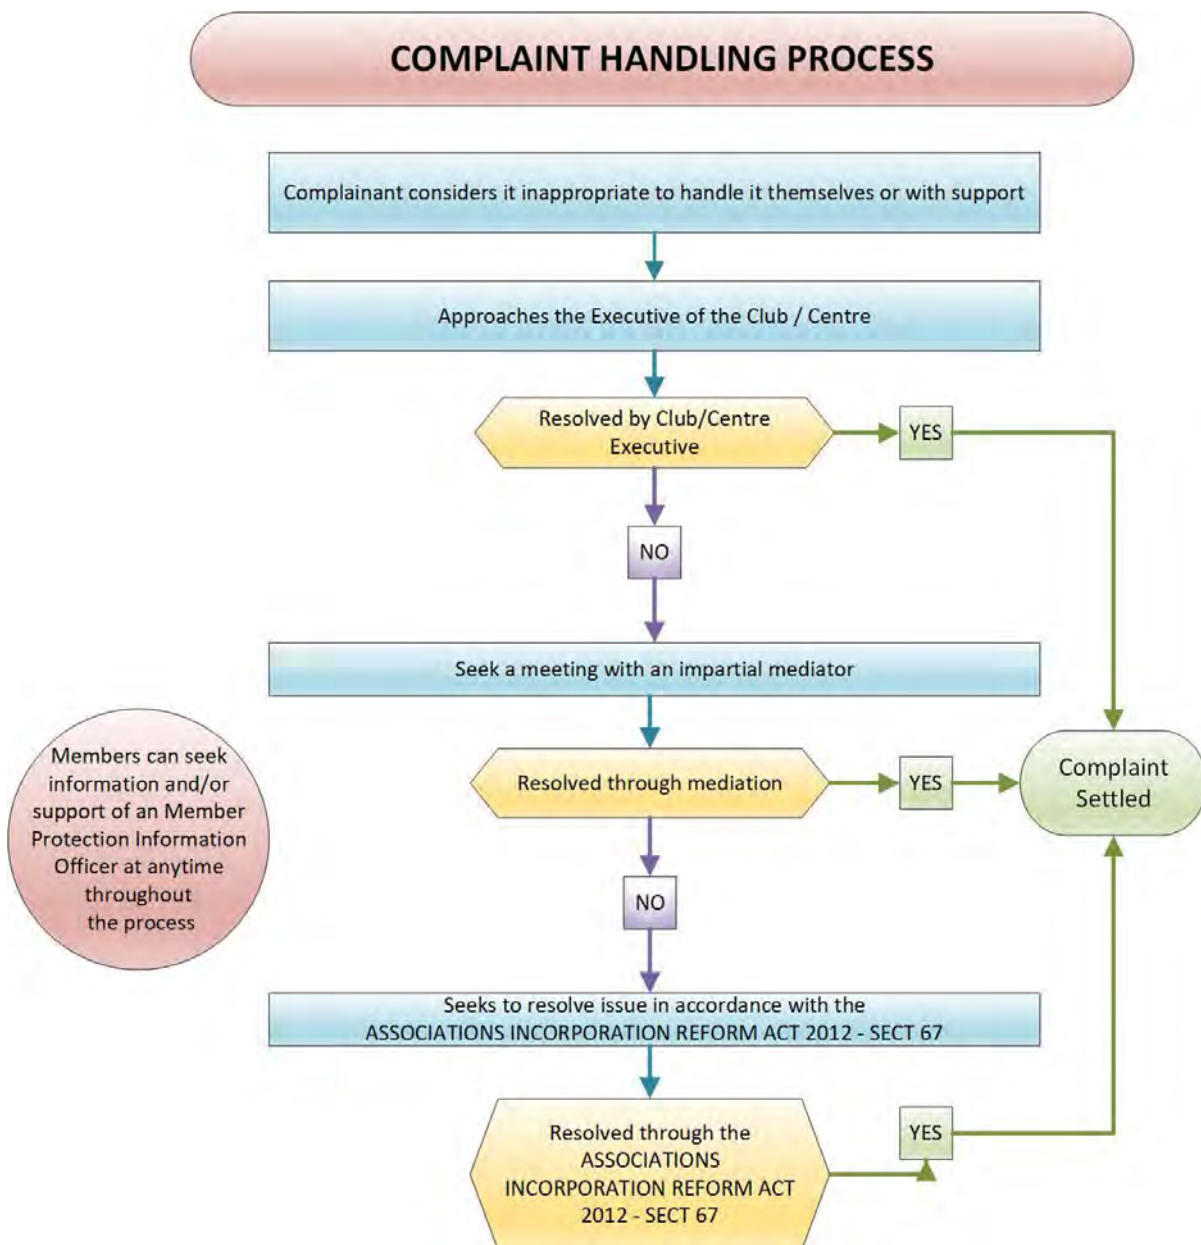 COMPLAINT HANDLING PROCESS
Complainant considers it inappropriate to handle it themselves or with support
Approaches the Executive of the Club / Centre
Resolved by Club/Centre
Executive
YES
NO
Seek a meeting with an impartial mediator
Members can seek
information and/or
support of an Member
Protection Information
Officer at anytime
throughout
the process
Resolved through mediation
YES
Complaint
Settled
NO
Seeks to resolve issue in accordance with the
ASSOCIATIONS INCORPORATION REFORM ACT 2012 - SECT 67
Resolved through the
ASSOCIATIONS
INCORPORATION REFORM ACT
2012 - SECT 67
YES